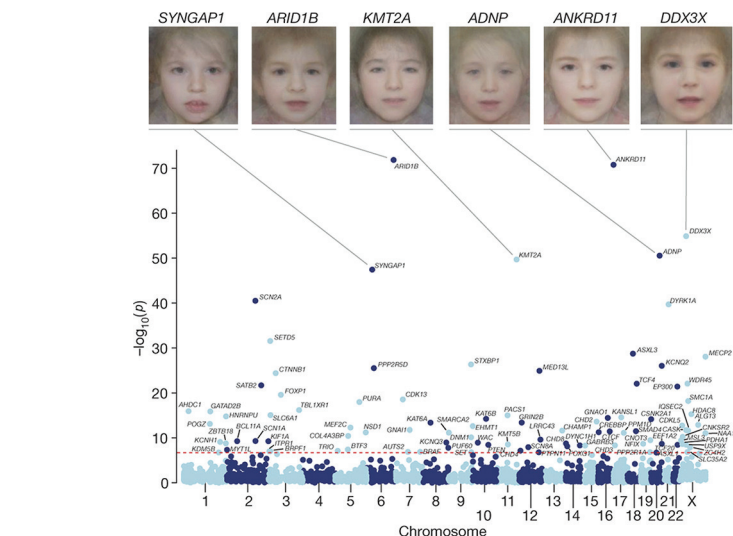 SYNGAP1 ARID1B KMT2A ADNP ANKRD11 DDX3X
70
60
50
40
30
20
10
0
−log10(p)
ARID1B
ANKRD11
DDX3X
ADNP
KMT2A
SYNGAP1
SCN2A
DYRK1A
SETD5
ASXL3
MECP2
STXBP1
KCNQ2
PPP2R5D
MED13L
CTNNB1
SATB2
TCF4
EP300
WDR45
FOXP1
PURA
CDK13
SMC1A
AHDC1
GATAD2B
TBL1XR1
IQSEC2
HDAC8
HNRNPU
SLC6A1
KAT6A
SMARCA2
KAT6B
PACS1
GRIN2B
GNAO1
KANSL1
CSNK2A1
ALG13
POGZ
ZBTB18
BCL11A
SCN1A
MEF2C
NSD1
GNAI1
EHMT1
LRRC43
CHAMP1
CHD2
CREBBP
PPM1D
CDKL5
CNKSR2
KCNH1
KIF1A
COL4A3BP
KCNQ3
DNM1
WAC
KMT5B
CHD8
DYNC1H1
CTCF
SMAD4
CASK
NAA
KDM5B
MYT1L
ITPR1
BRPF1
TRIO
BTF3
AUTS2
BRAF
PUF60
SET
PTEN
CHD4
SCN8A
PTPN11
FOXG1
GABRB3
CHD3
CNOT3
NFIX
PPP2R1A
EEF1A2
MSL3
PDHA1
USP9X
ZC4H2
SLC35A2
1 2 3 4 5 6 7 8 9 10 11 12 13 14 15 16 17 18 19 20 21 22 X
Chromosome